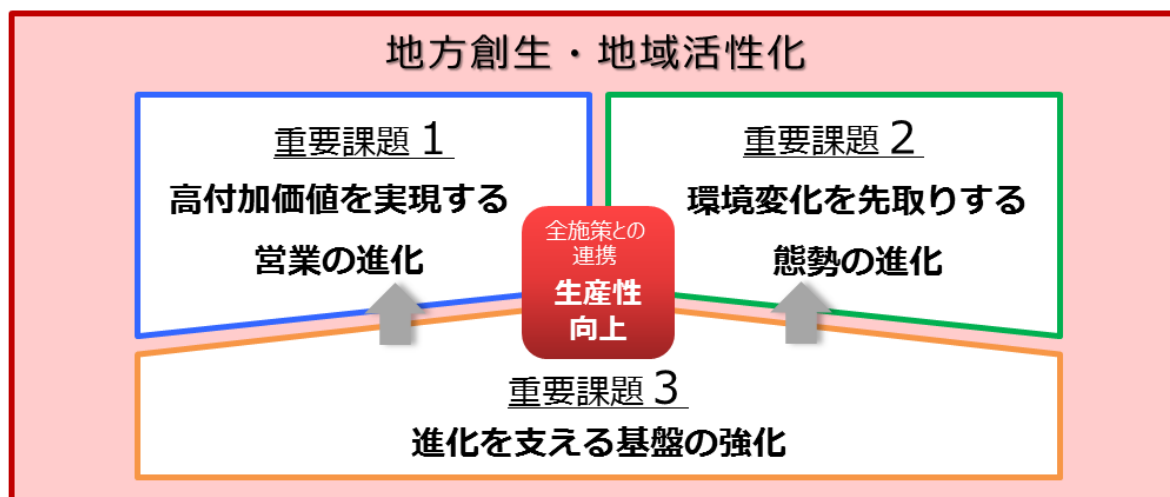 地方創生・地域活性化
重要課題 1
高付加価値を実現する
営業の進化
重要課題 2
環境変化を先取りする
態勢の進化
全施策との
連携
生産性
向上
重要課題 3
進化を支える基盤の強化